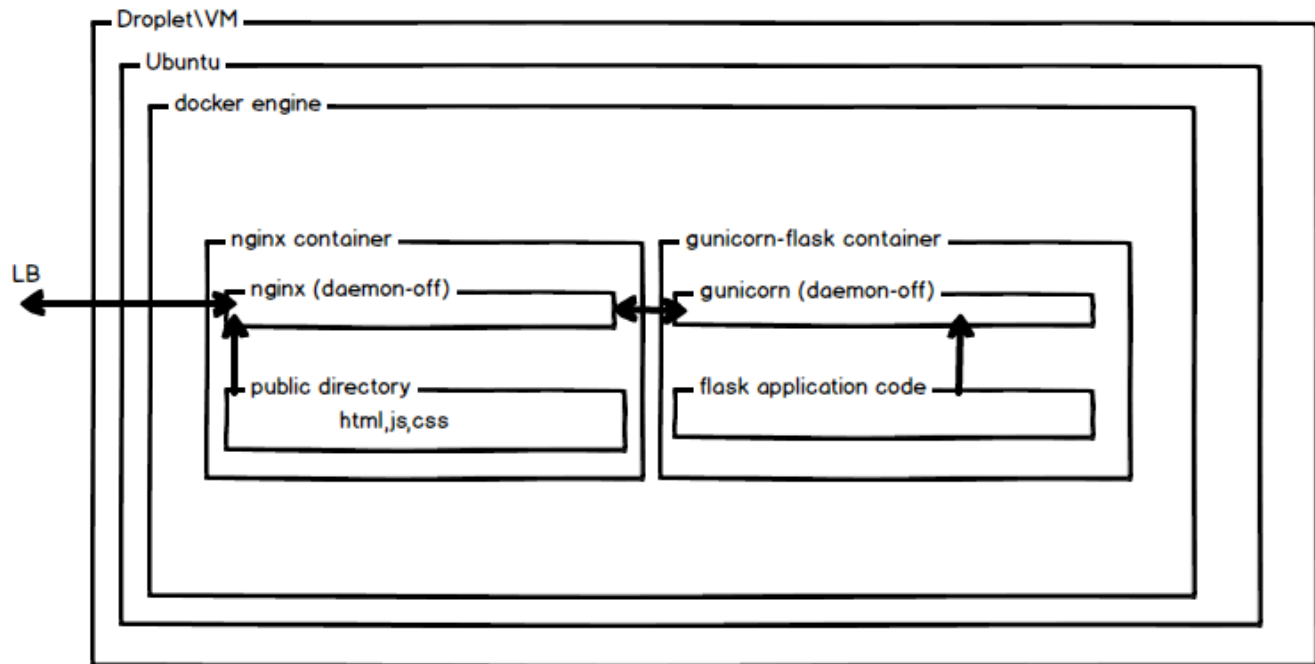 Droplet\VM
Ubuntu
docker engine
nginx container
gunicorn-flask container
LB
nginx (daemon-off)
gunicorn (daemon-off)
public directory
flask application code
html,js,css